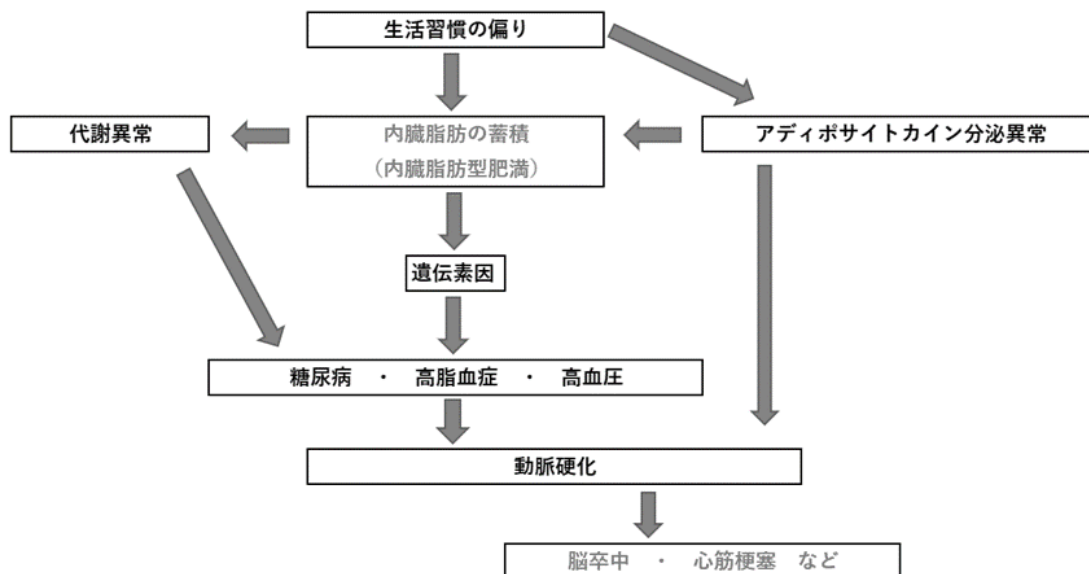 生活習慣の偏り
代謝異常
内臓脂肪の蓄積
（内臓脂肪型肥満）
アディポサイトカイン分泌異常
遺伝素因
糖尿病　・　高脂血症　・　高血圧
動脈硬化
脳卒中　・　心筋梗塞　など